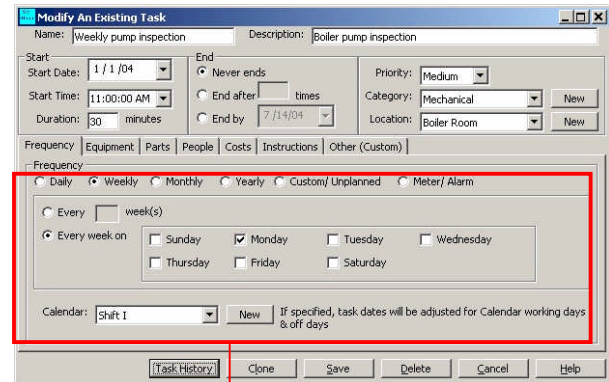 Modify An Existing Task
Name: Weekly pump inspection Description: Boiler pump inspection
Start End
Start Date: 1 / 1 /04 Never ends Priority: Medium
Start Time: 11:00:00 AM End after times Category: Mechanical New
Duration: 30 minutes End by 7 /14/04 Location: Boiler Room New
Frequency Equipment Parts People Costs Instructions Other (Custom)
Frequency
Daily Weekly Monthly Yearly Custom/ Unplanned Meter/ Alarm
Every week(s)
Every week on Sunday Monday Tuesday Wednesday
Thursday Friday Saturday
Calendar: Shift I New If specified, task dates will be adjusted for Calendar working days
& off days
Task History Clone Save Delete Cancel Help